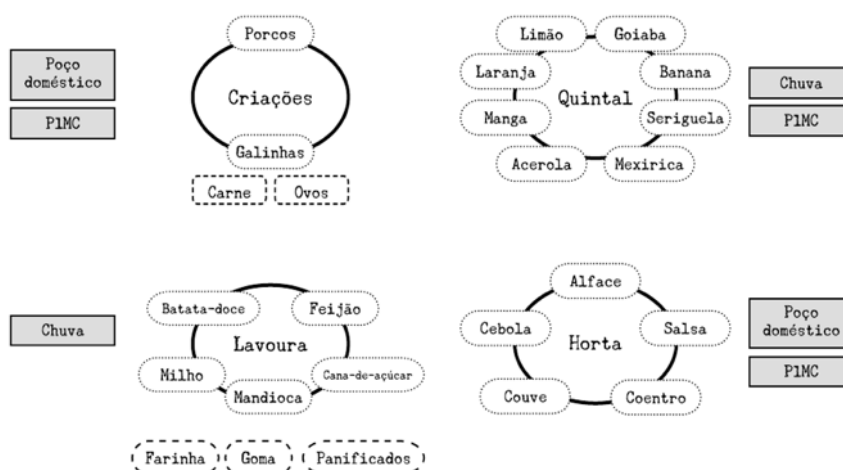 Poço
doméstico
P1MC
Porcos
Criações
Galinhas
Carne
Ovos
Limão
Goiaba
Laranja
Banana
Quintal
Manga
Seriguela
Acerola
Mexirica
Chuva
P1MC
Chuva
Batata-doce
Feijão
Lavoura
Milho
Cana-de-açúcar
Mandioca
Farinha
Goma
Panificados
Alface
Cebola
Salsa
Horta
Couve
Coentro
Poço
doméstico
P1MC